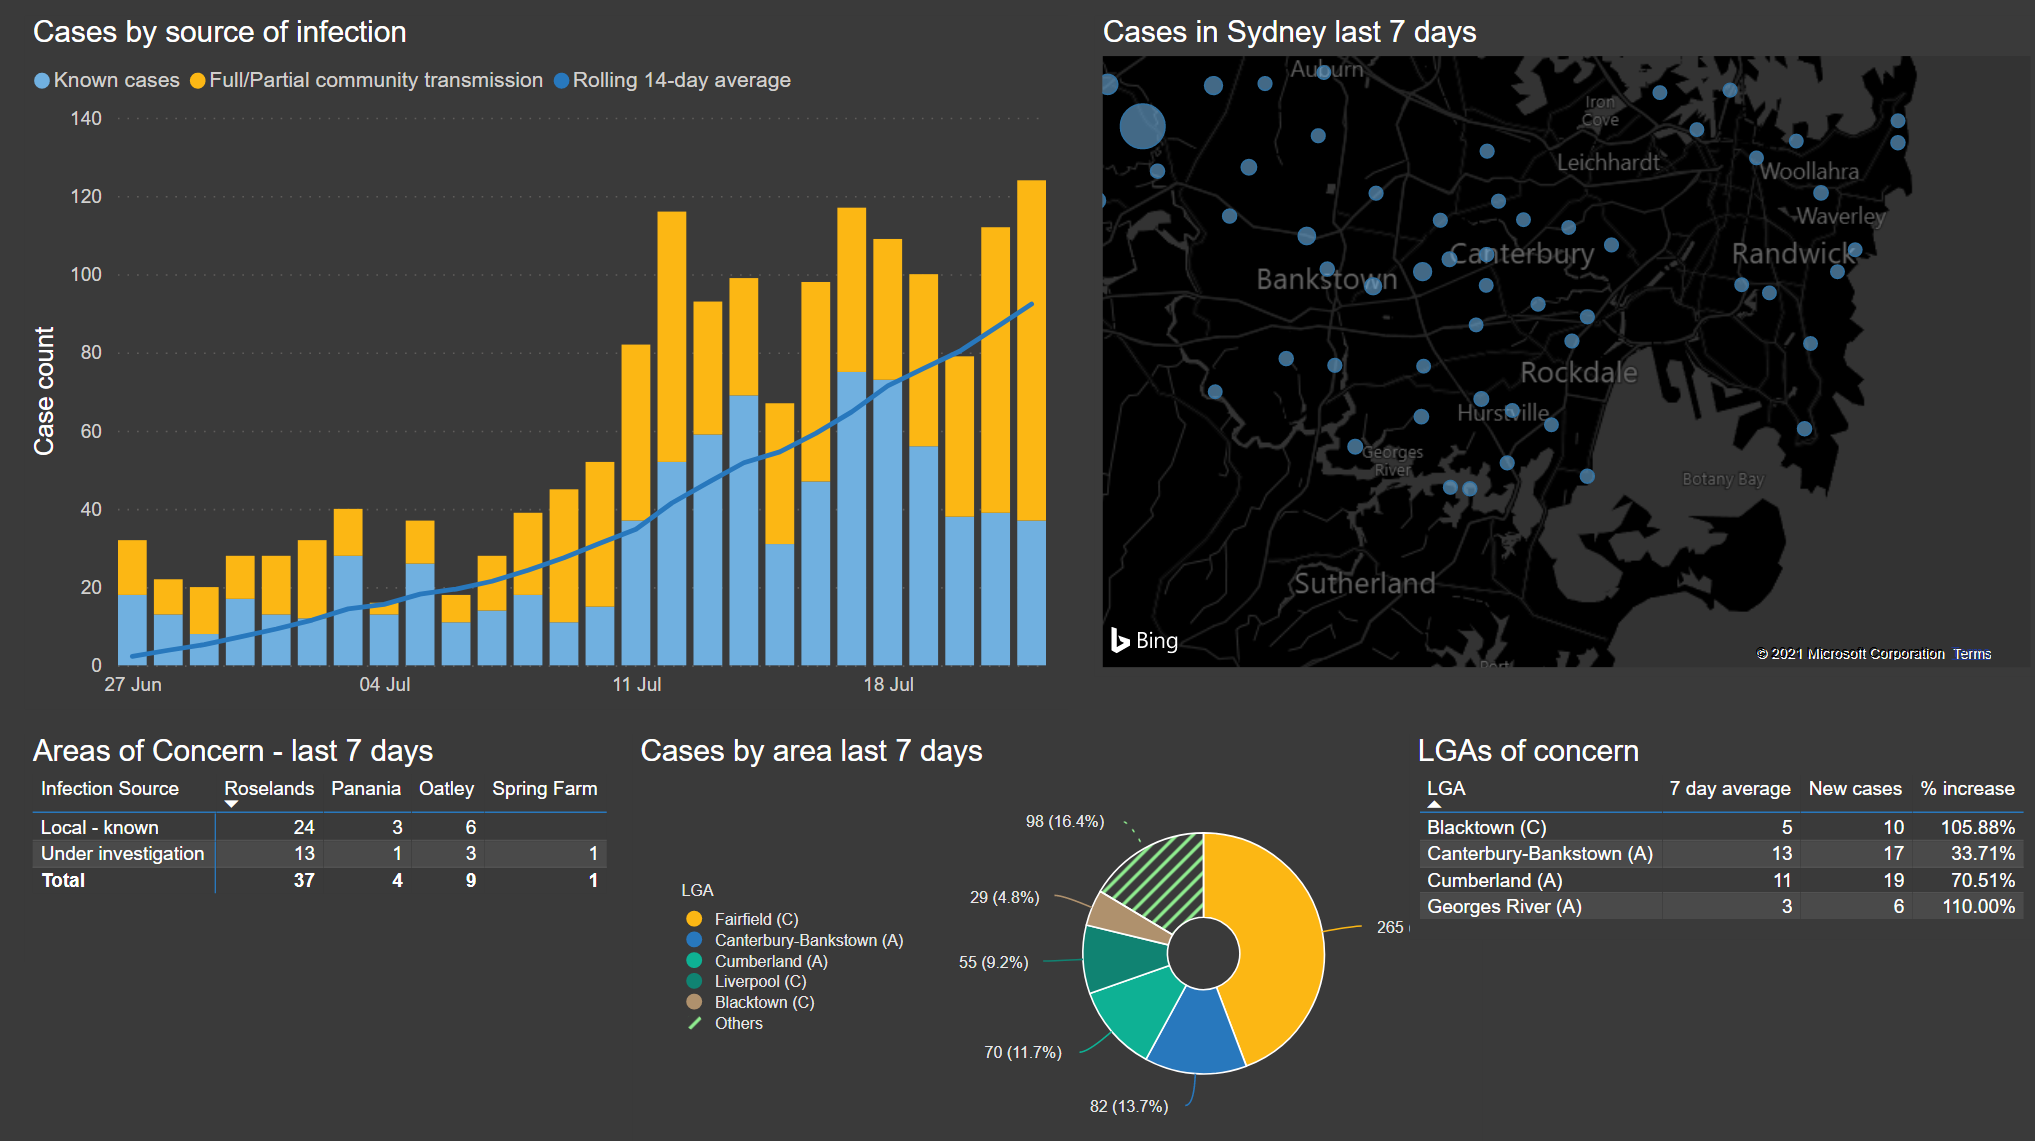 Cases by source of infection
Known cases Full/Partial community transmission Rolling 14-day average
Case count
140
120
100
80
60
40
20
0
27 Jun 04 Jul 11 Jul 18 Jul
Cases in Sydney last 7 days
Auburn
Iron
Cove
Leichhardt
Woollahra
Waverley
Canterbury
Randwick
Bankstown
Rockdale
Hurstville
Georges
River
Botany Bay
Sutherland
Port
Bing
© 2021 Microsoft Corporation Terms
Areas of Concern - last 7 days
Infection Source Roselands Panania Oatley Spring Farm
Local - known 24 3 6
Under investigation 13 1 3 1
Total 37 4 9 1
Cases by area last 7 days
LGA
Fairfield (C)
Canterbury-Bankstown (A)
Cumberland (A)
Liverpool (C)
Blacktown (C)
Others
98 (16.4%)
29 (4.8%)
265 (
55 (9.2%)
70 (11.7%)
82 (13.7%)
LGAs of concern
LGA 7 day average New cases % increase
Blacktown (C) 5 10 105.88%
Canterbury-Bankstown (A) 13 17 33.71%
Cumberland (A) 11 19 70.51%
Georges River (A) 3 6 110.00%